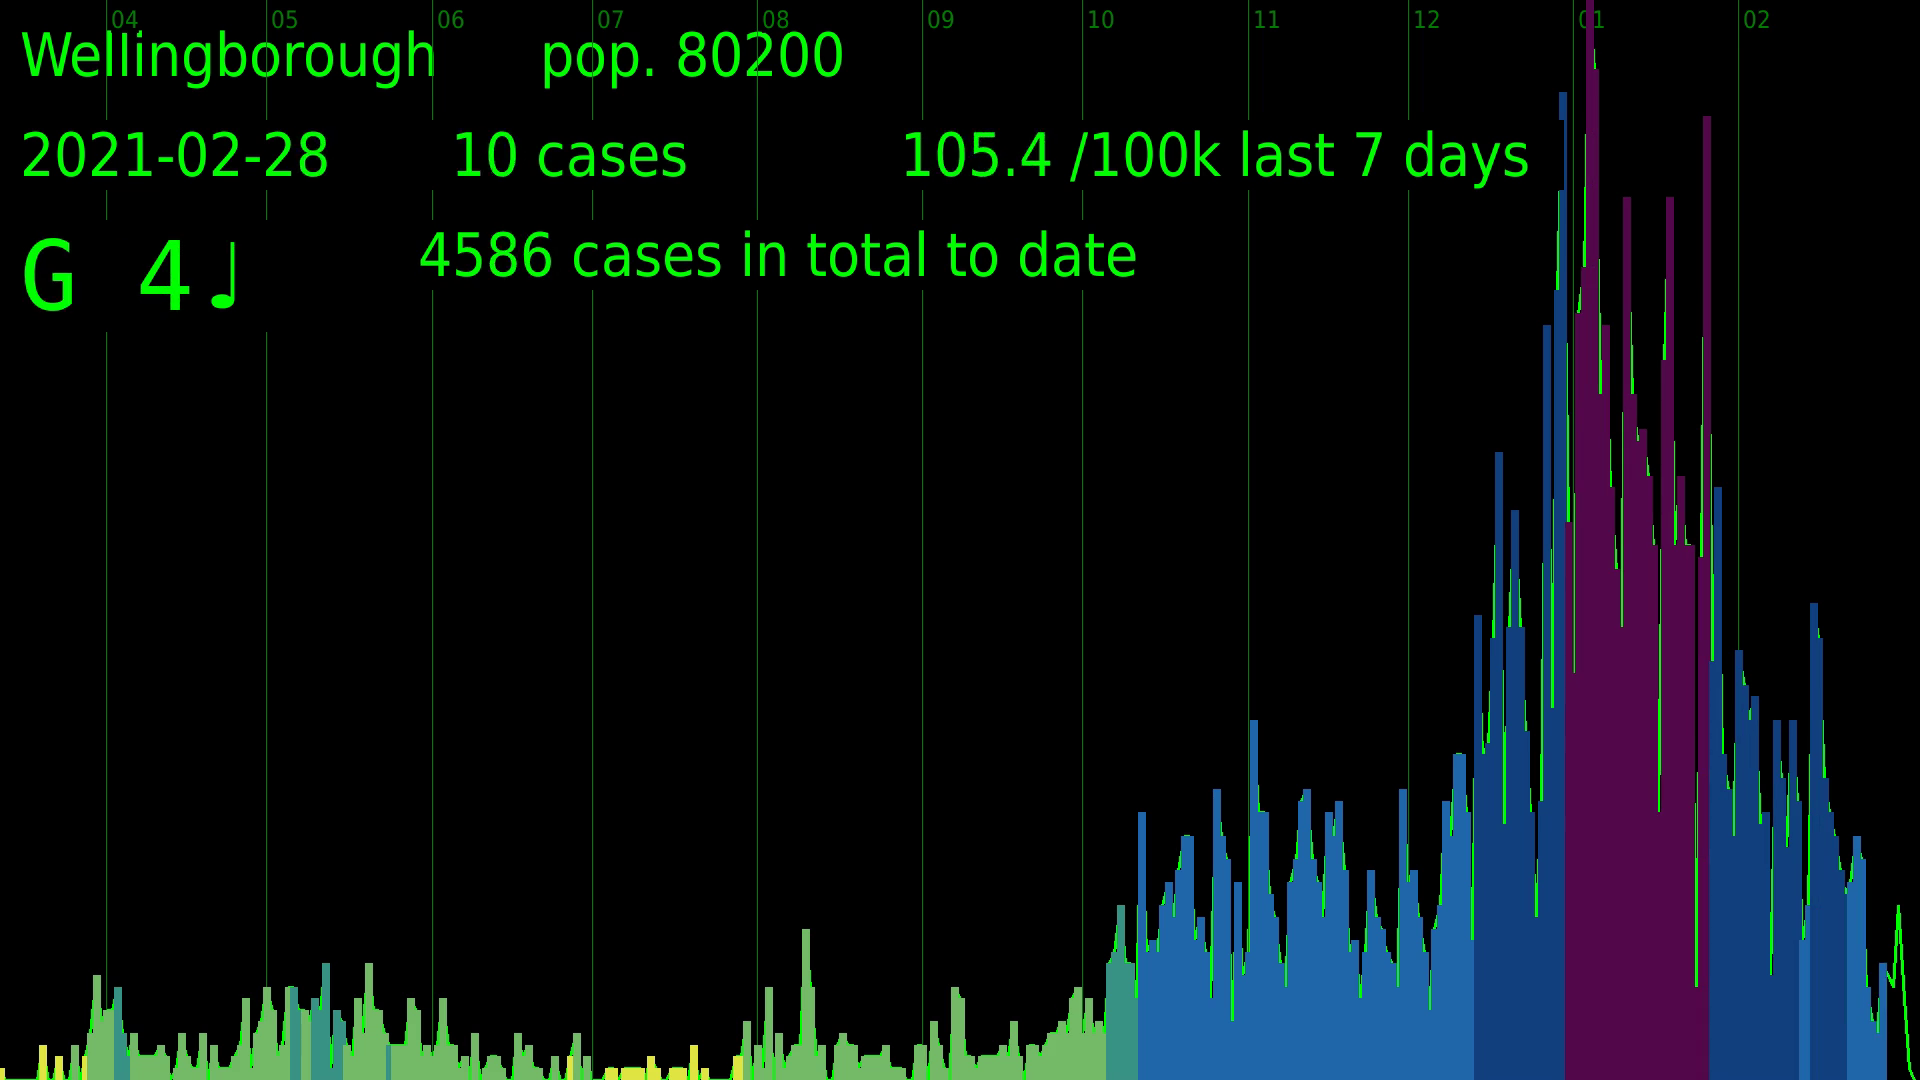 04 05 06 07 08 09 10 11 12 01 02
Wellingborough pop. 80200
2021-02-28 10 cases 105.4 /100k last 7 days
G 4♩ 4586 cases in total to date